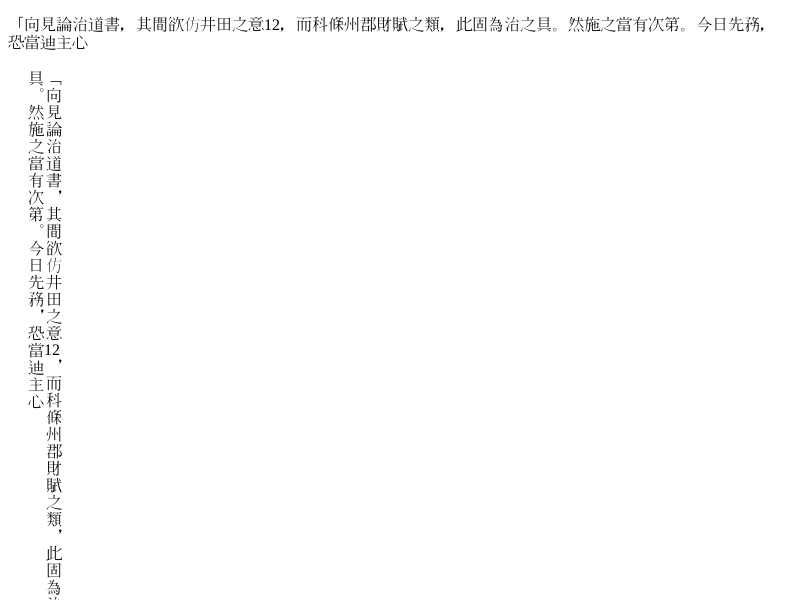 「向見論治道書，其間欲仿井田之意12，而科條州郡財賦之類，此固為治之具。然施之當有次第。今日先務，
恐當迪主心
「向見論治道書，其間欲仿井田之意12，而科條州郡財賦之類，此固為治
具。然施之當有次第。今日先務，恐當迪主心